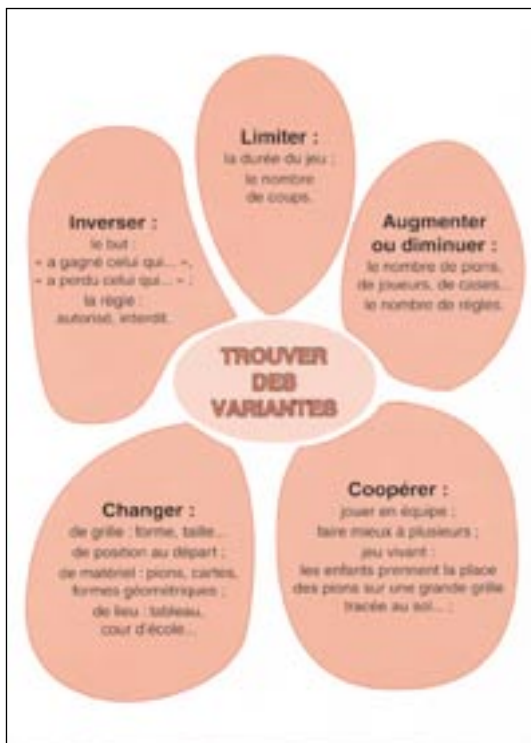 Limiter :
la durée du jeu ;
le nombre
de coups.
Inverser :
le but :
« a gagné celui qui... »,
« a perdu celui qui... » ;
la règle :
autorisé, interdit.
Augmenter
ou diminuer :
le nombre de pions,
de joueurs, de cases...
le nombre de règles.
TROUVER
DES
VARIANTES
Changer :
de grille : forme, taille...
de position au départ ;
de matériel : pions, cartes,
formes géométriques ;
de lieu : tableau,
cour d'école...
Coopérer :
jouer en équipe ;
faire mieux à plusieurs ;
jeu vivant :
les enfants prennent la place
des pions sur une grande grille
tracée au sol... ;